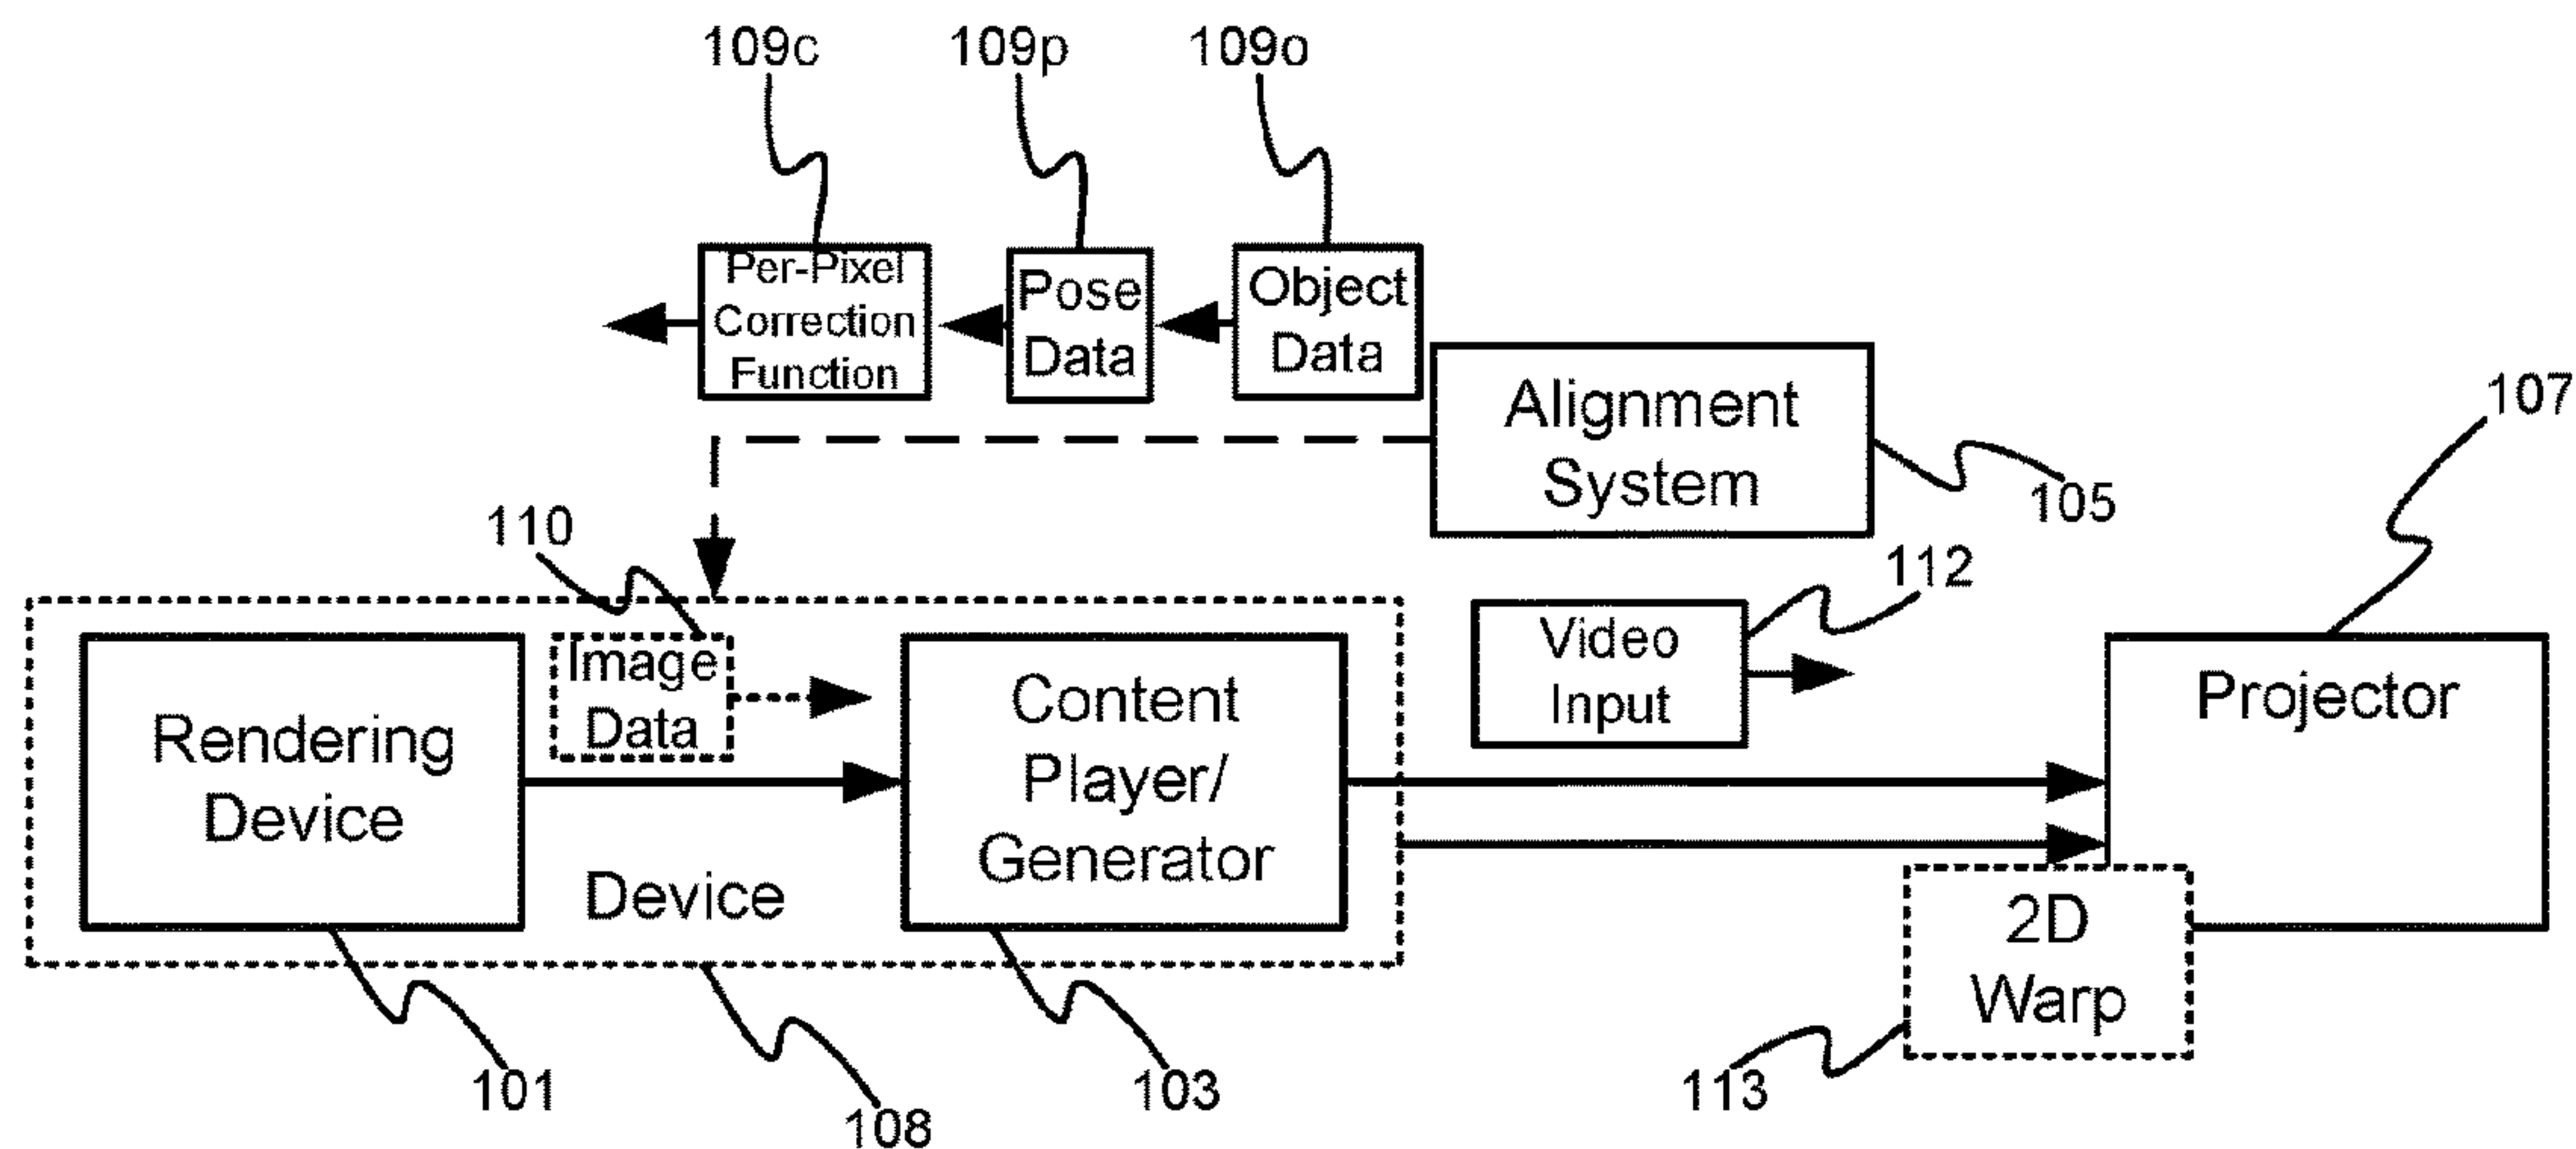 109c
109p
109o
Per-Pixel
Correction
Function
Pose
Data
Object
Data
Alignment
System
107
105
110
112
Image
Data
Video
Input
Rendering
Device
Content
Player/
Generator
Projector
Device
2D
Warp
101
108
103
113